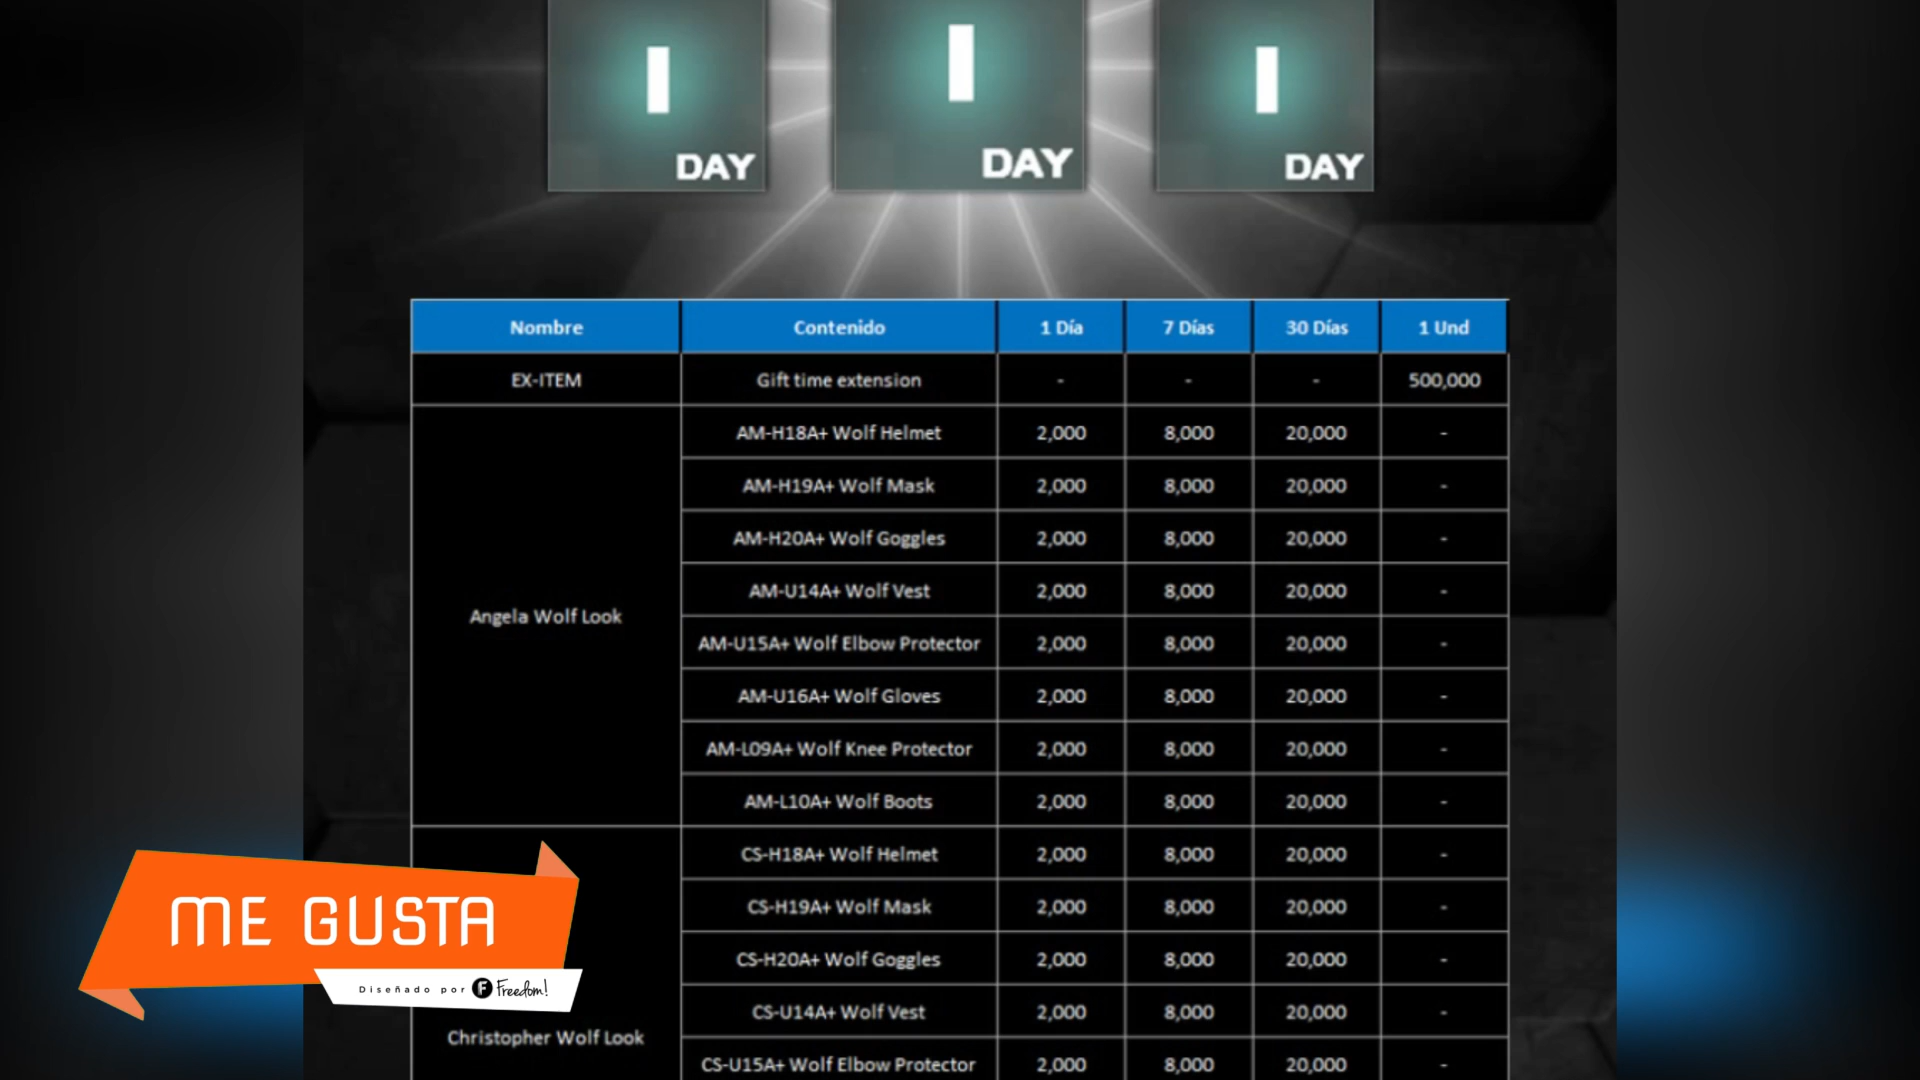 1 1 1
DAY DAY DAY
Nombre Contenido 1 Día 7 Días 30 Días 1 Und
EX-ITEM Gift time extension - - - 500,000
Angela Wolf Look
AM-H18A+ Wolf Helmet 2,000 8,000 20,000 -
AM-H19A+ Wolf Mask 2,000 8,000 20,000 -
AM-H20A+ Wolf Goggles 2,000 8,000 20,000 -
AM-U14A+ Wolf Vest 2,000 8,000 20,000 -
AM-U15A+ Wolf Elbow Protector 2,000 8,000 20,000 -
AM-U16A+ Wolf Gloves 2,000 8,000 20,000 -
AM-L09A+ Wolf Knee Protector 2,000 8,000 20,000 -
AM-L10A+ Wolf Boots 2,000 8,000 20,000 -
Christopher Wolf Look
CS-H18A+ Wolf Helmet 2,000 8,000 20,000 -
CS-H19A+ Wolf Mask 2,000 8,000 20,000 -
CS-H20A+ Wolf Goggles 2,000 8,000 20,000 -
CS-U14A+ Wolf Vest 2,000 8,000 20,000 -
CS-U15A+ Wolf Elbow Protector 2,000 8,000 20,000 -
ME GUSTA
Diseñado por F Freedom!